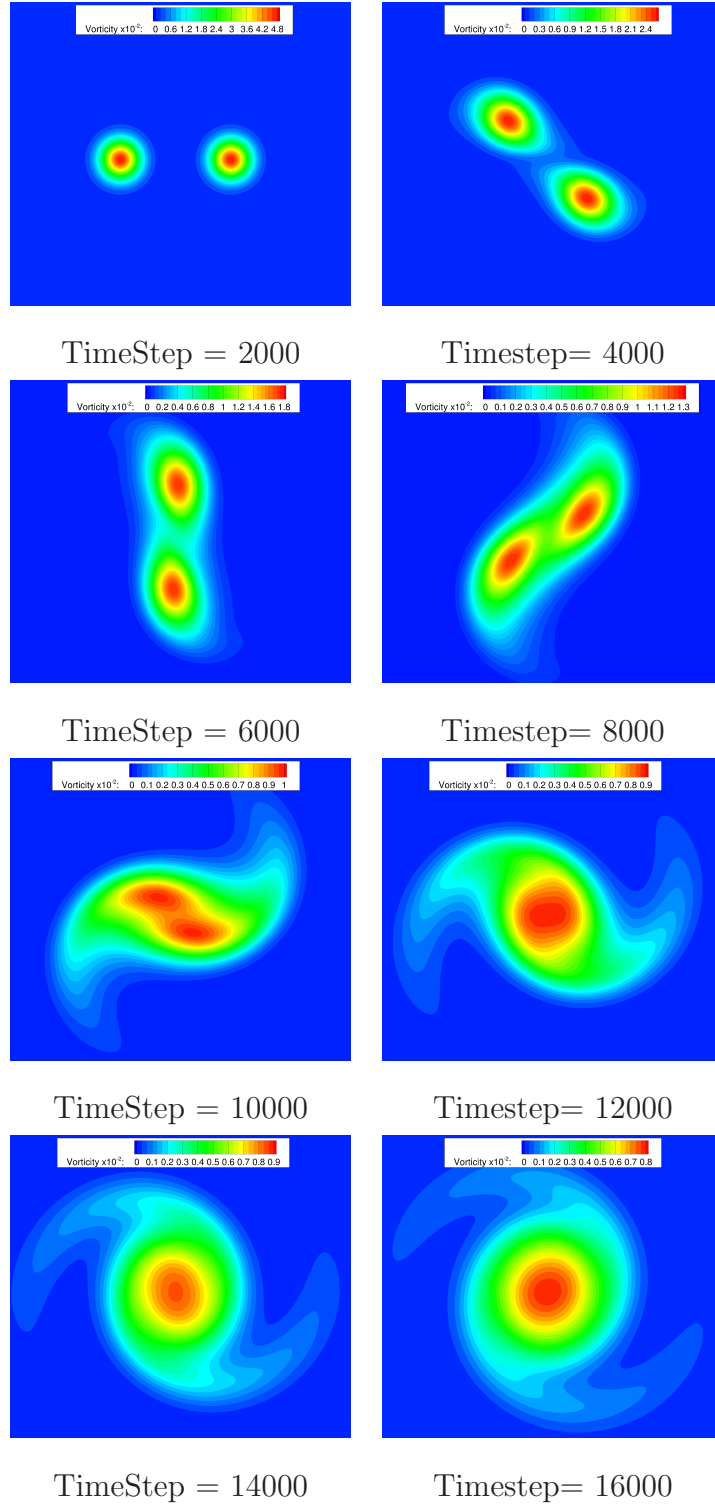 Vorticity x10-2: 0 0.6 1.2 1.8 2.4 3 3.6 4.2 4.8
Vorticity x10-2: 0 0.3 0.6 0.9 1.2 1.5 1.8 2.1 2.4
TimeStep = 2000
Timestep= 4000
Vorticity x10-2: 0 0.2 0.4 0.6 0.8 1 1.2 1.4 1.6 1.8
Vorticity x10-2: 0 0.1 0.2 0.3 0.4 0.5 0.6 0.7 0.8 0.9 1 1.1 1.2 1.3
TimeStep = 6000
Timestep= 8000
Vorticity x10-2: 0 0.1 0.2 0.3 0.4 0.5 0.6 0.7 0.8 0.9 1
Vorticity x10-2: 0 0.1 0.2 0.3 0.4 0.5 0.6 0.7 0.8 0.9
TimeStep = 10000
Timestep= 12000
Vorticity x10-2: 0 0.1 0.2 0.3 0.4 0.5 0.6 0.7 0.8 0.9
Vorticity x10-2: 0 0.1 0.2 0.3 0.4 0.5 0.6 0.7 0.8
TimeStep = 14000
Timestep= 16000